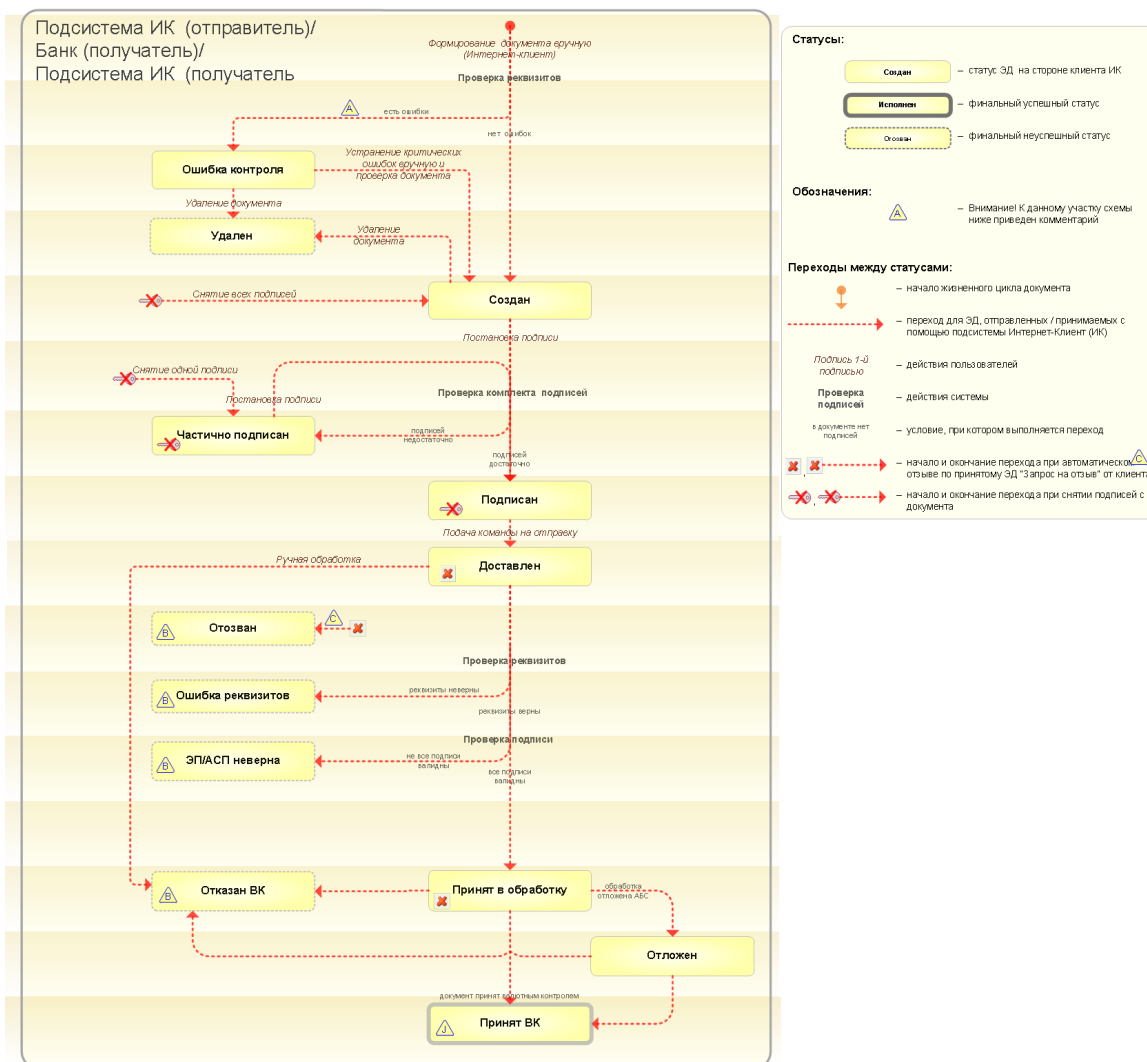 Подсистема ИК (отправитель)/
Банк (получатель)/
Подсистема ИК (получатель
Формирование документа вручную
(Интернет-клиент)
Проверка реквизитов
A
есть ошибки
нет ошибок
Ошибка контроля
Устранение критических
ошибок вручную и
проверка документа
Удаление документа
Удален
Удаление
документа
Снятие всех подписей
Создан
Постановка подписи
Снятие одной подписи
Постановка подписи
Проверка комплекта подписей
Частично подписан
подписей
недостаточно
подписей
достаточно
Подписан
Подача команды на отправку
Ручная обработка
Доставлен
B
Отозван
C
Проверка реквизитов
B
Ошибка реквизитов
реквизиты неверны
реквизиты верны
Проверка подписи
B
ЭП/АСП неверна
не все подписи
валидны
все подписи
валидны
B
Отказан ВК
Принят в обработку
обработка
отложена АБС
Отложен
документ принят валютным контролем
J
Принят ВК
Статусы:
Создан
– статус ЭД на стороне клиента ИК
Исполнен
– финальный успешный статус
Отозван
– финальный неуспешный статус
Обозначения:
A
– Внимание! К данному участку схемы
ниже приведен комментарий
Переходы между статусами:
– начало жизненного цикла документа
– переход для ЭД, отправленных / принимаемых с
помощью подсистемы Интернет-Клиент (ИК)
Подпись 1-й
подписью
– действия пользователей
Проверка
подписей
– действия системы
в документе нет
подписей
– условие, при котором выполняется переход
,
– начало и окончание перехода при автоматическом
C
отзыве по принятому ЭД "Запрос на отзыв" от клиента
,
– начало и окончание перехода при снятии подписей с
документа